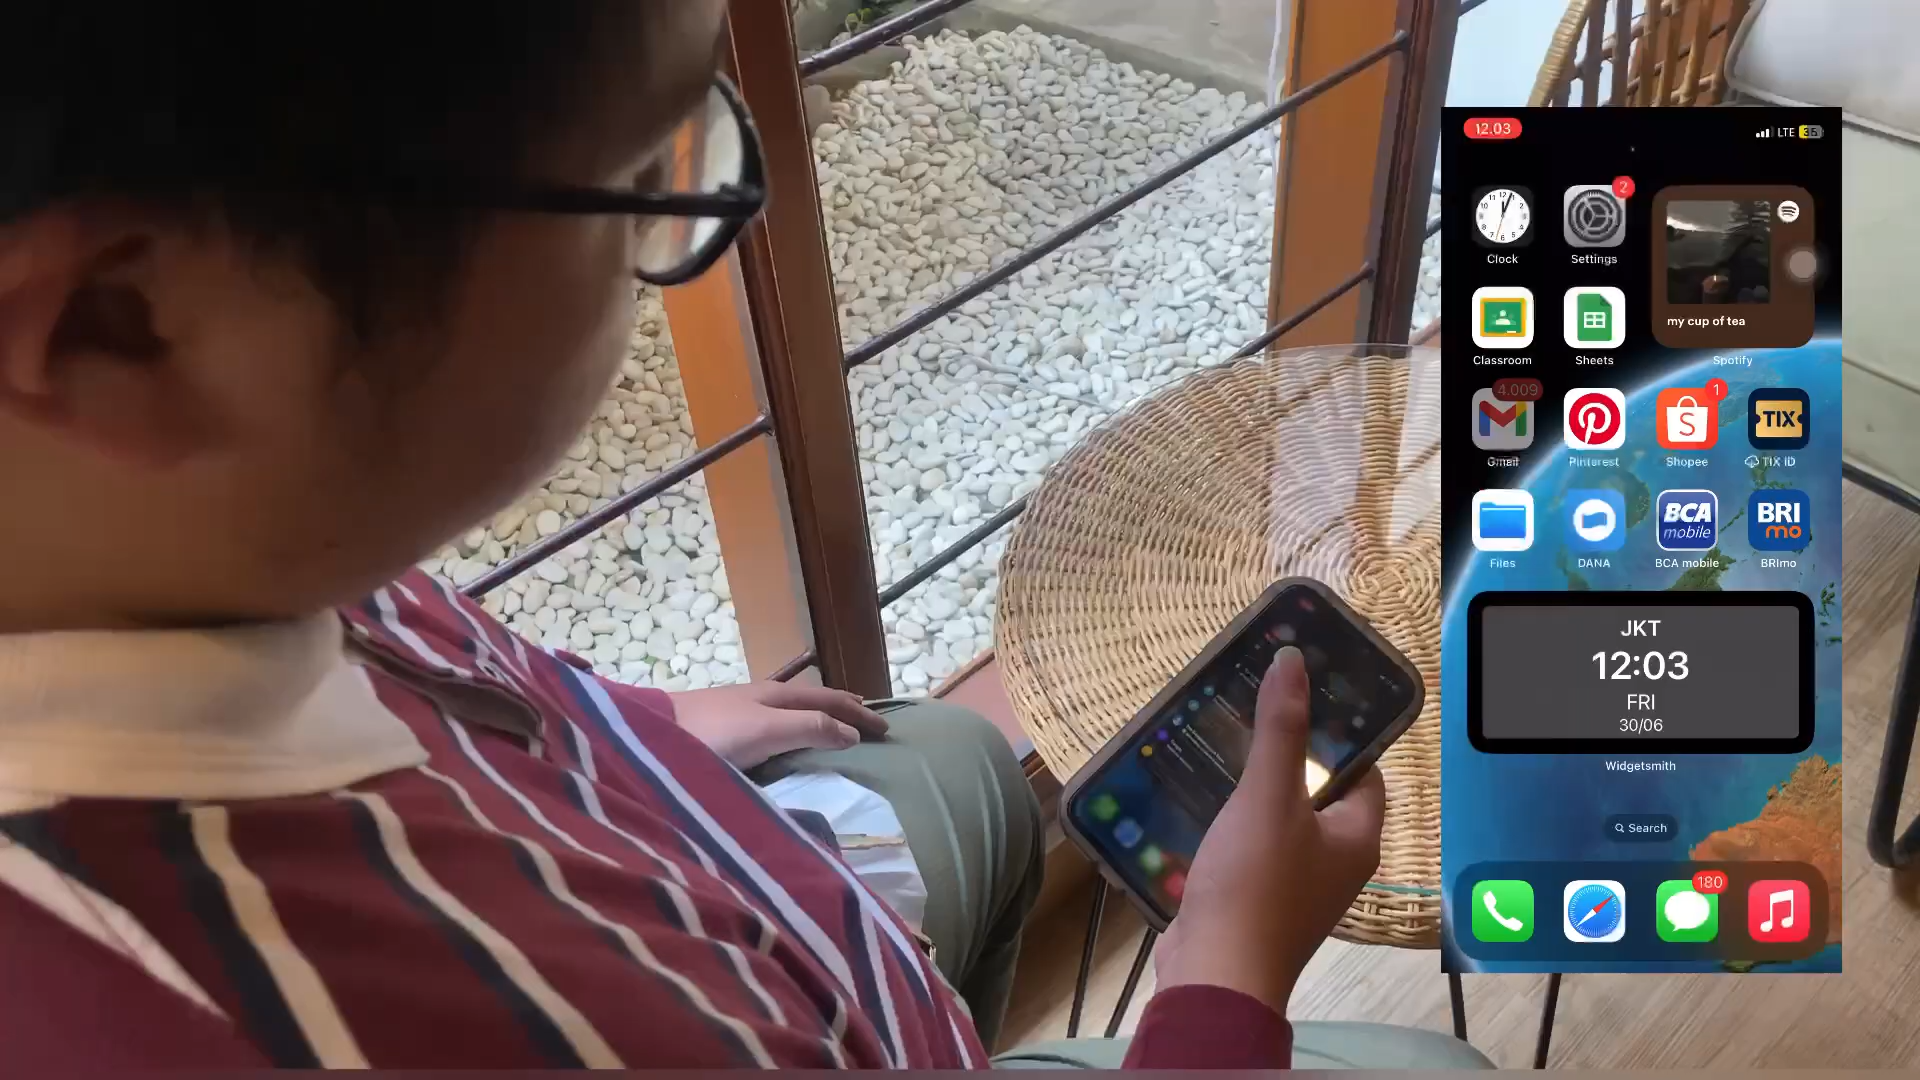 12.03
LTE 35
2
Clock
Settings
my cup of tea
Classroom
Sheets
Spotify
4.009
1
TIX
Gmail
Pinterest
Shopee
TIX ID
BCA
mobile
BRI
mo
Files
DANA
BCA mobile
BRImo
JKT
12:03
FRI
30/06
Widgetsmith
Search
180